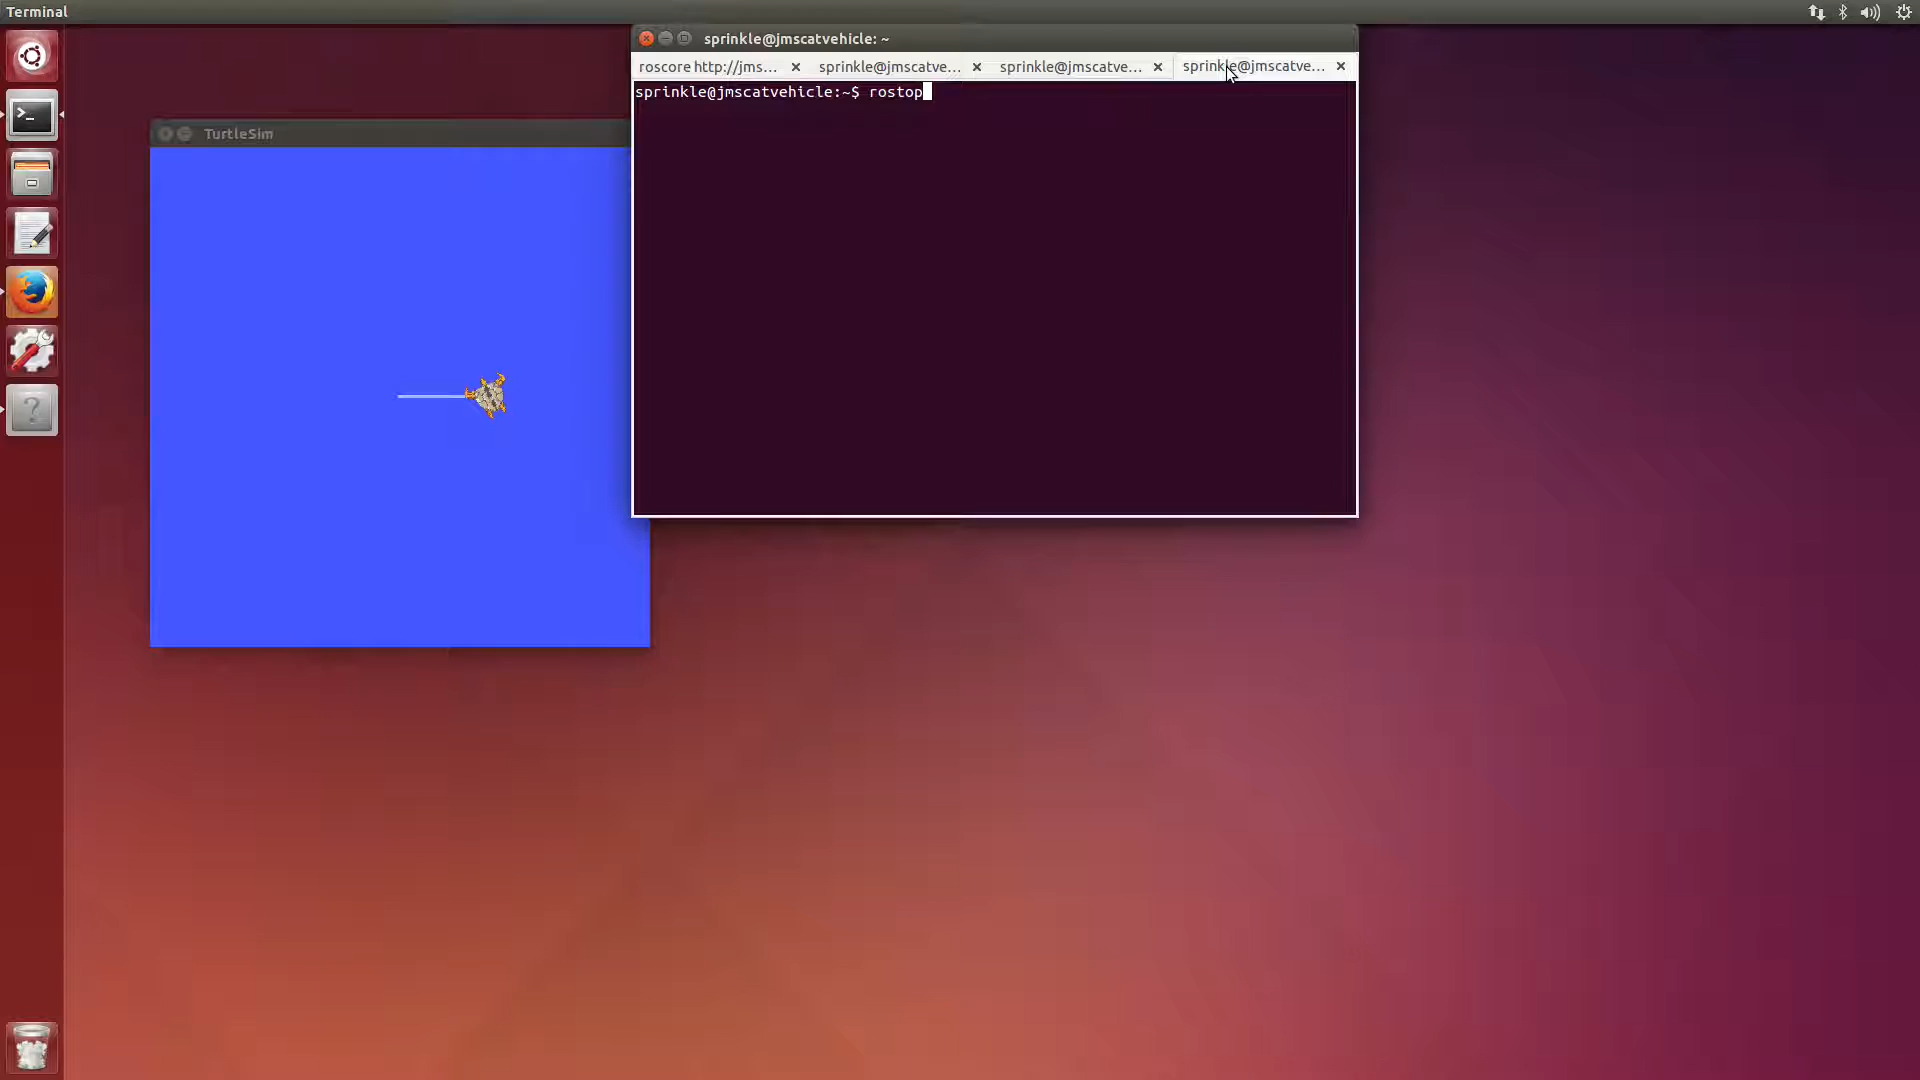 Terminal
sprinkle@jmscatvehicle: ~
roscore http://jms... sprinkle@jmscatve... sprinkle@jmscatve... sprinkle@jmscatve...
sprinkle@jmscatvehicle:~$ rostop
TurtleSim